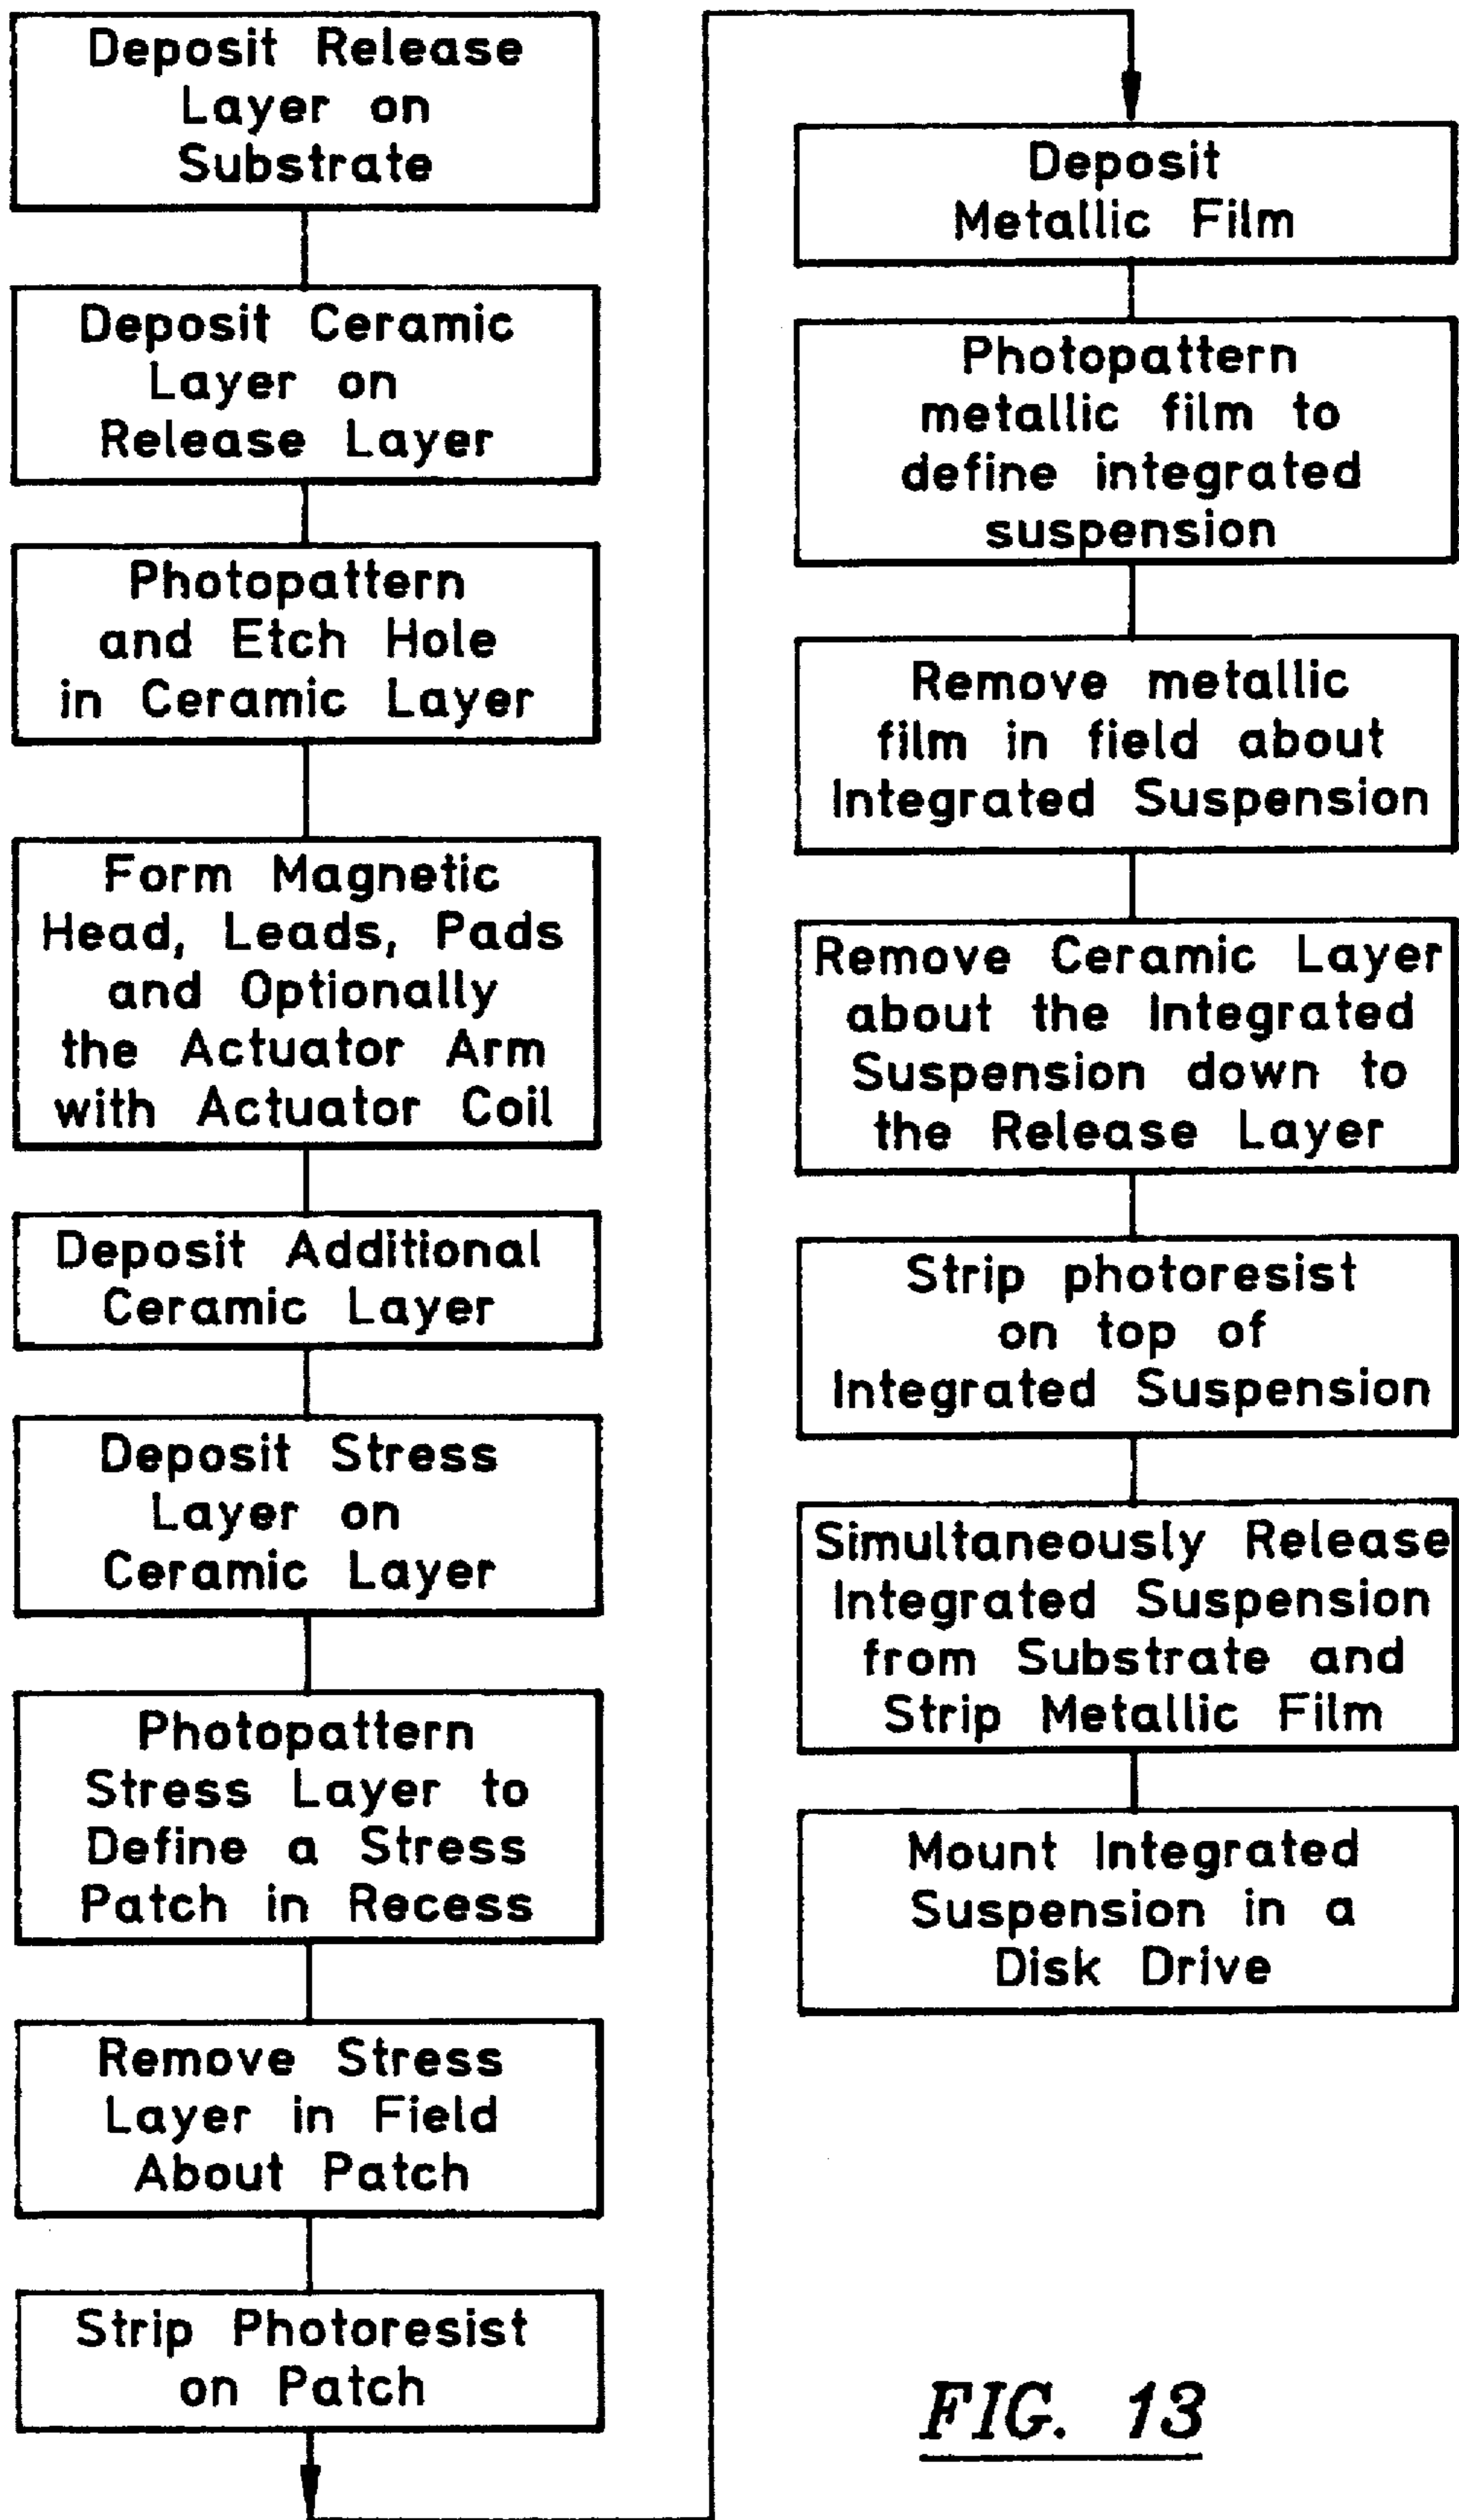 Deposit Release
Layer on
Substrate
Deposit Ceramic
Layer on
Release Layer
Photopattern
and Etch Hole
in Ceramic Layer
Form Magnetic
Head, Leads, Pads
and Optionally
the Actuator Arm
with Actuator Coil
Deposit Additional
Ceramic Layer
Deposit Stress
Layer on
Ceramic Layer
Photopattern
Stress Layer to
Define a Stress
Patch in Recess
Remove Stress
Layer in Field
About Patch
Strip Photoresist
on Patch
Deposit
Metallic Film
Photopattern
metallic film to
define integrated
suspension
Remove metallic
film in field about
Integrated Suspension
Remove Ceramic Layer
about the Integrated
Suspension down to
the Release Layer
Strip photoresist
on top of
Integrated Suspension
Simultaneously Release
Integrated Suspension
from Substrate and
Strip Metallic Film
Mount Integrated
Suspension in a
Disk Drive
FIG. 13